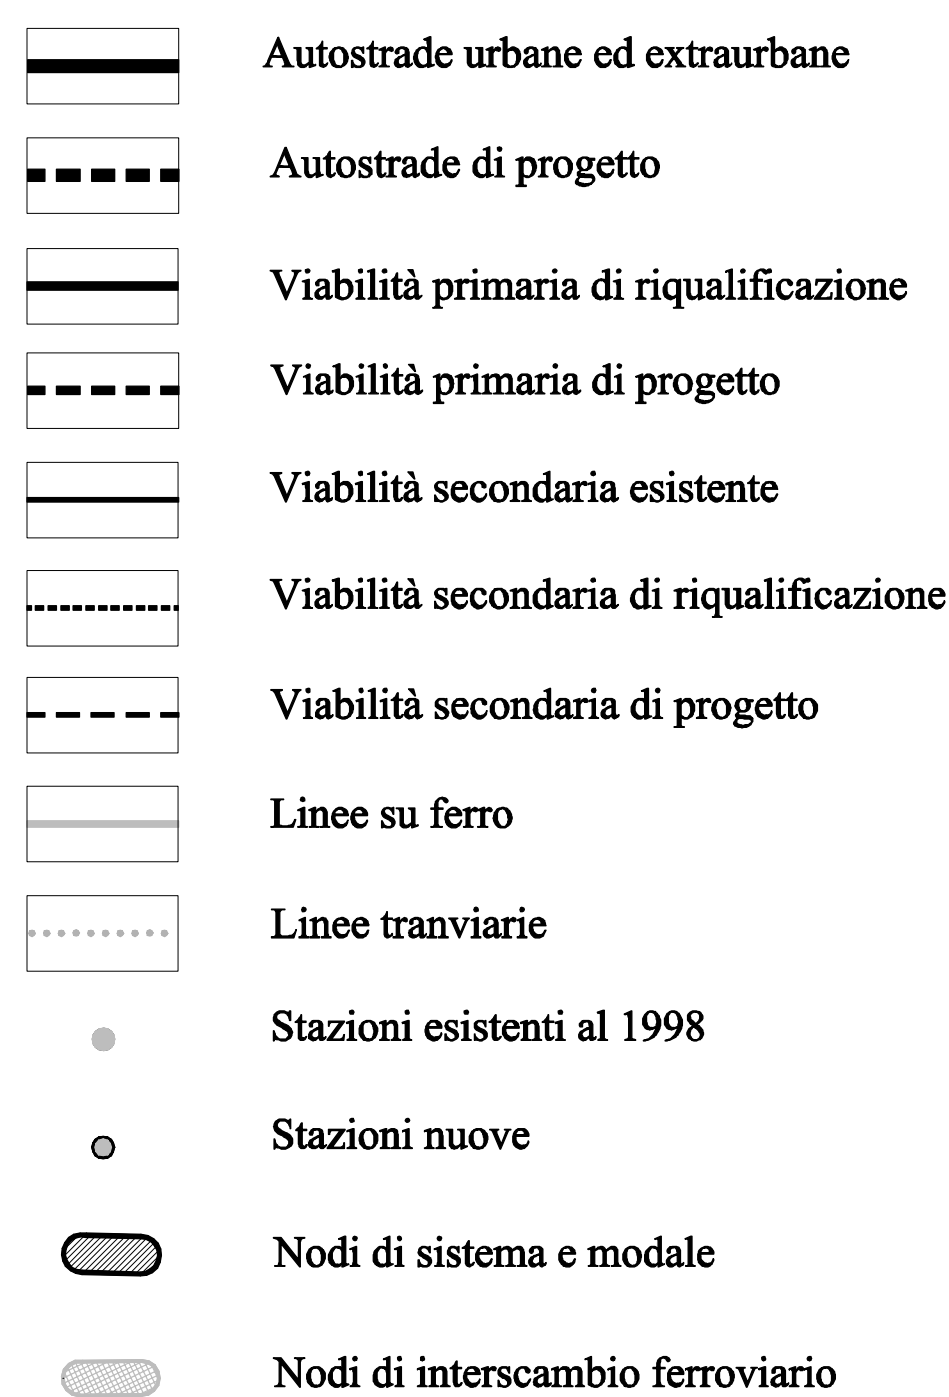 Autostrade urbane ed extraurbane
Autostrade di progetto
Viabilità primaria di riqualificazione
Viabilità primaria di progetto
Viabilità secondaria esistente
Viabilità secondaria di riqualificazione
Viabilità secondaria di progetto
Linee su ferro
Linee tranviarie
Stazioni esistenti al 1998
Stazioni nuove
Nodi di sistema e modale
Nodi di interscambio ferroviario